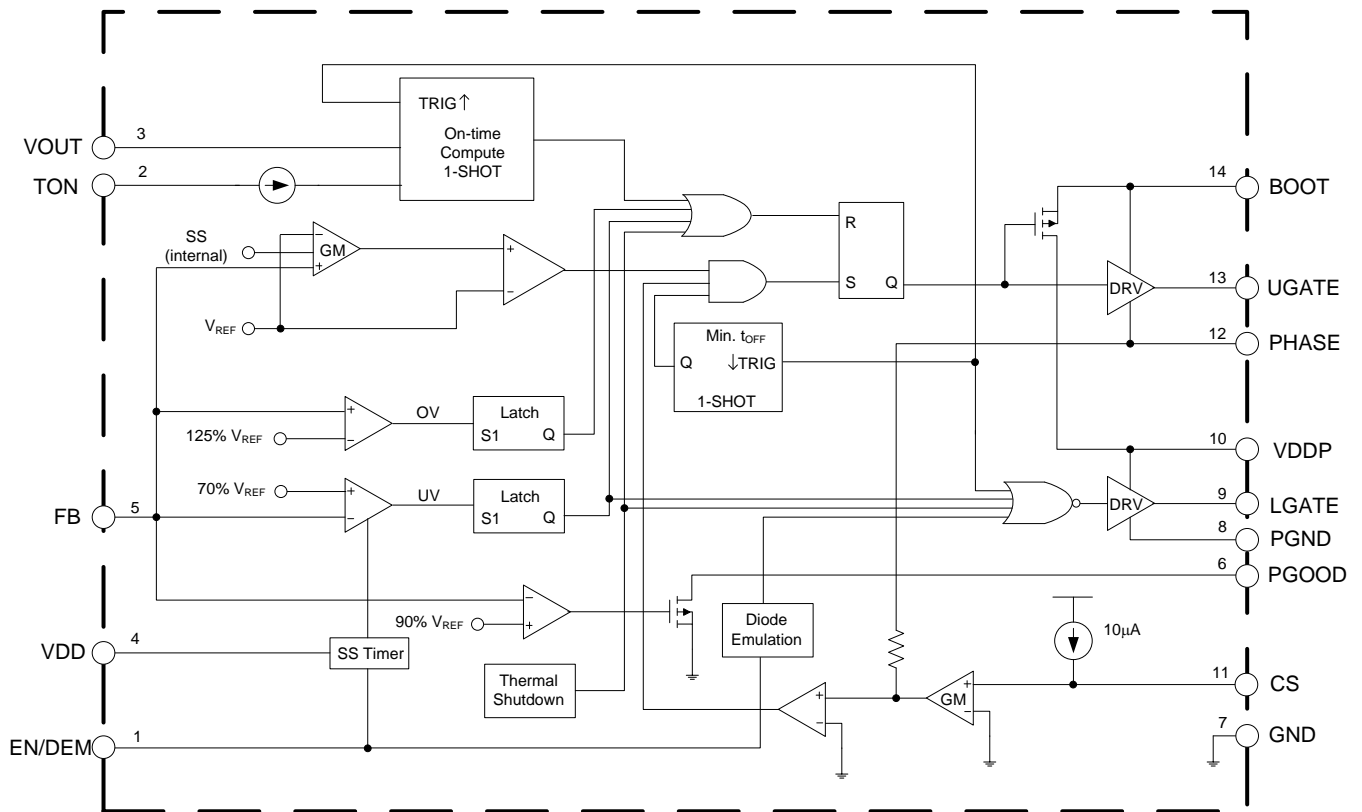 TRIG↑
On-time
Compute
1-SHOT
VOUT
3
TON
2
14
BOOT
R
S
Q
SS
(internal)
−
GM
+
+
−
DRV
13
UGATE
VREF
Min. tOFF
Q
↓TRIG
1-SHOT
12
PHASE
+
−
OV
Latch
S1
Q
125% VREF
10
VDDP
70% VREF
+
−
UV
Latch
S1
Q
FB
5
DRV
9
LGATE
8
PGND
6
PGOOD
−
+
90% VREF
Diode
Emulation
10µA
VDD
4
SS Timer
Thermal
Shutdown
+
−
GM
+
−
11
CS
EN/DEM
1
7
GND